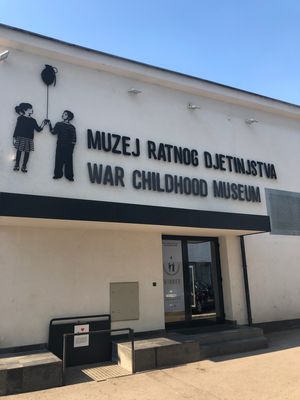 MUZEJ RATNOG DJETINJSTVA
WAR CHILDHOOD MUSEUM